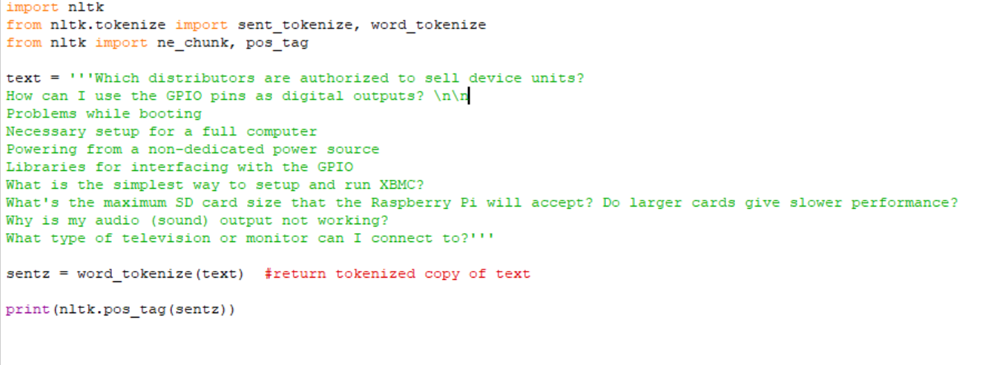 import nltk
from nltk.tokenize import sent_tokenize, word_tokenize
from nltk import ne_chunk, pos_tag
text = '''Which distributors are authorized to sell device units?
How can I use the GPIO pins as digital outputs? \n\n
Problems while booting
Necessary setup for a full computer
Powering from a non-dedicated power source
Libraries for interfacing with the GPIO
What is the simplest way to setup and run XBMC?
What's the maximum SD card size that the Raspberry Pi will accept? Do larger cards give slower performance?
Why is my audio (sound) output not working?
What type of television or monitor can I connect to?'''
sentz = word_tokenize(text)  #return tokenized copy of text
print(nltk.pos_tag(sentz))